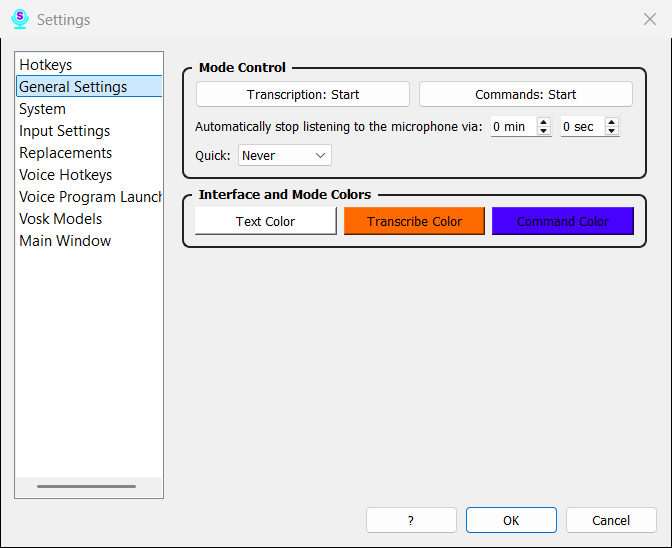 S Settings
Hotkeys
General Settings
System
Input Settings
Replacements
Voice Hotkeys
Voice Program Launch
Vosk Models
Main Window
Mode Control
Transcription: Start Commands: Start
Automatically stop listening to the microphone via: 0 min 0 sec
Quick: Never
Interface and Mode Colors
Text Color Transcribe Color Command Color
? OK Cancel